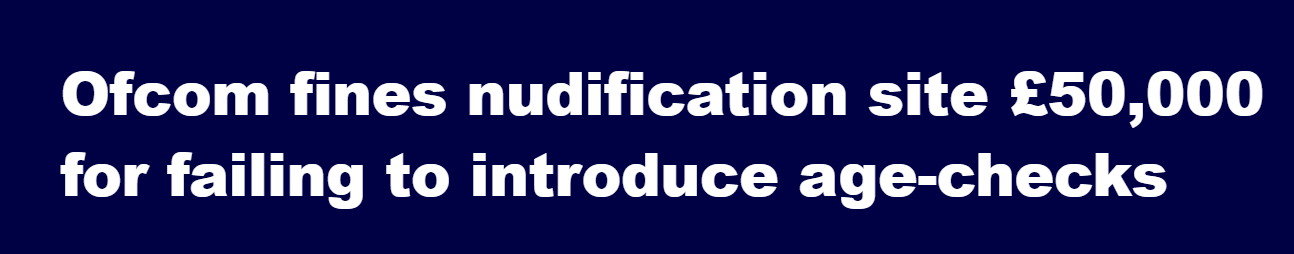 Ofcom fines nudification site £50,000
for failing to introduce age-checks